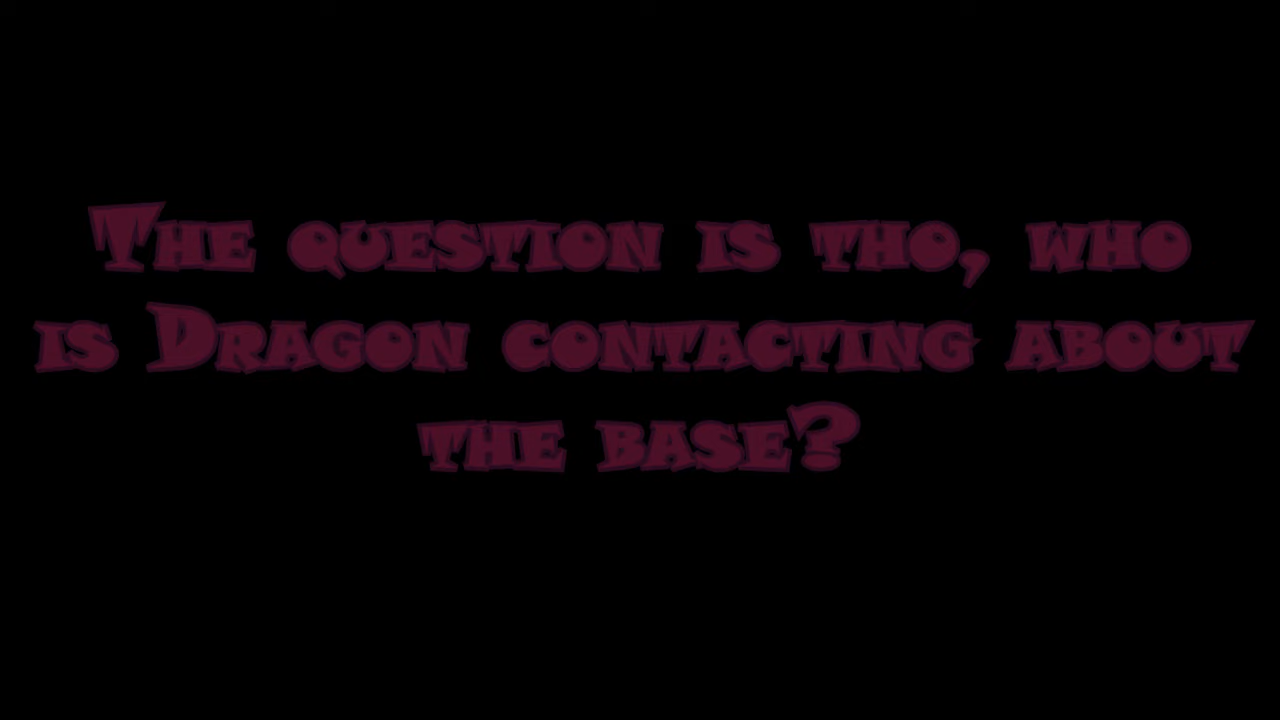 The question is tho, who
is Dragon contacting about
the base?